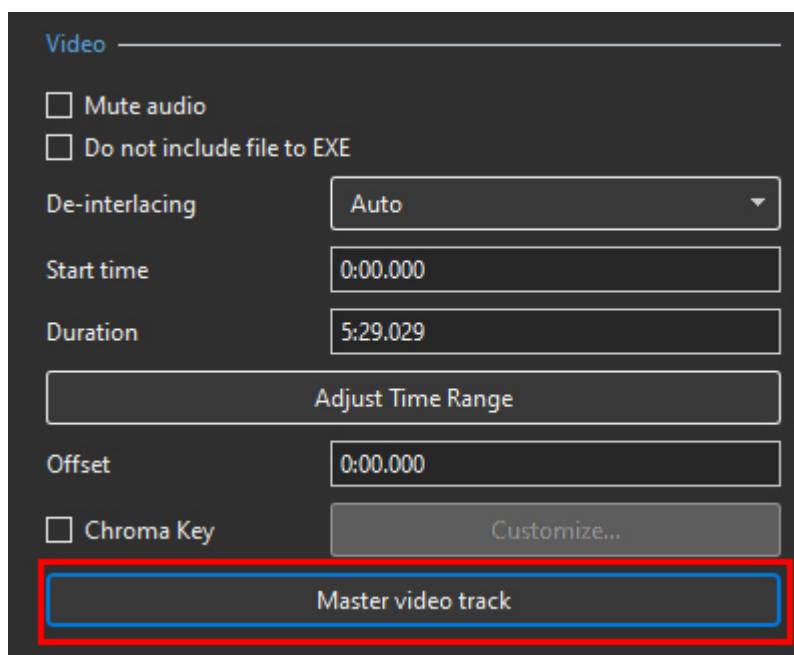 Video
Mute audio
Do not include file to EXE
De-interlacing Auto
Start time 0:00.000
Duration 5:29.029
Adjust Time Range
Offset 0:00.000
Chroma Key Customize...
Master video track